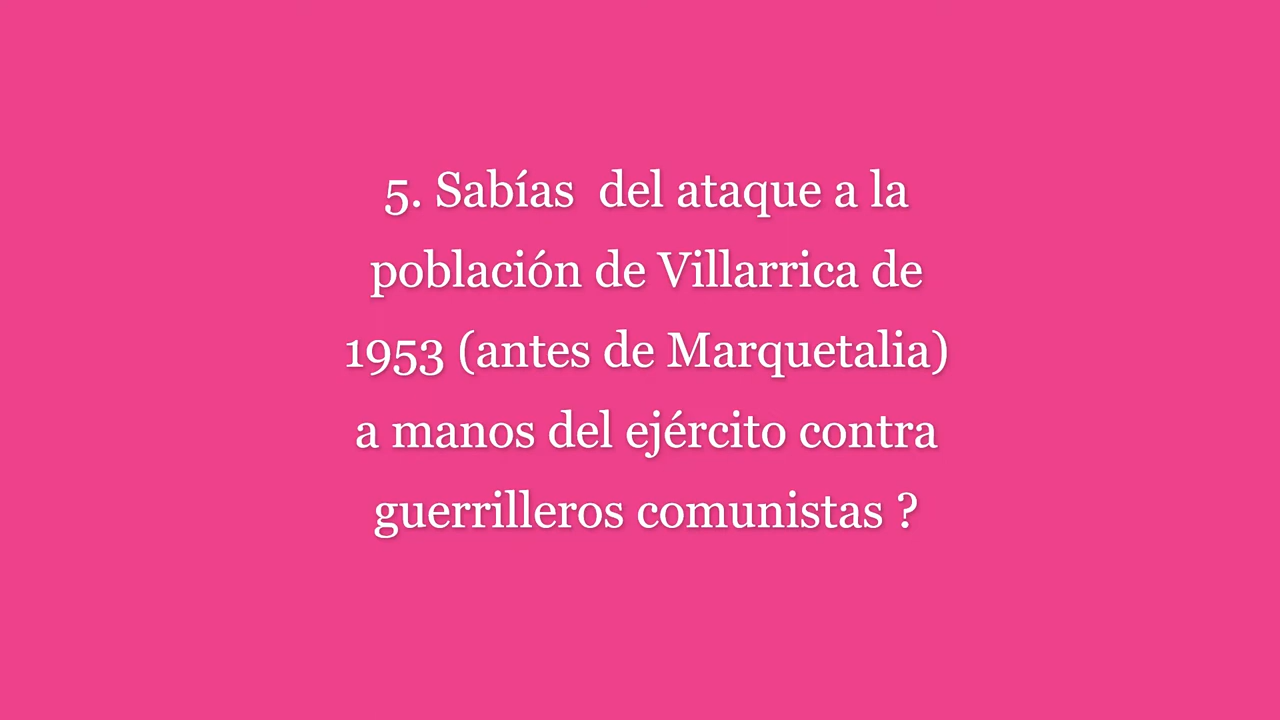 5. Sabías  del ataque a la
población de Villarrica de
1953 (antes de Marquetalia)
a manos del ejército contra
guerrilleros comunistas ?